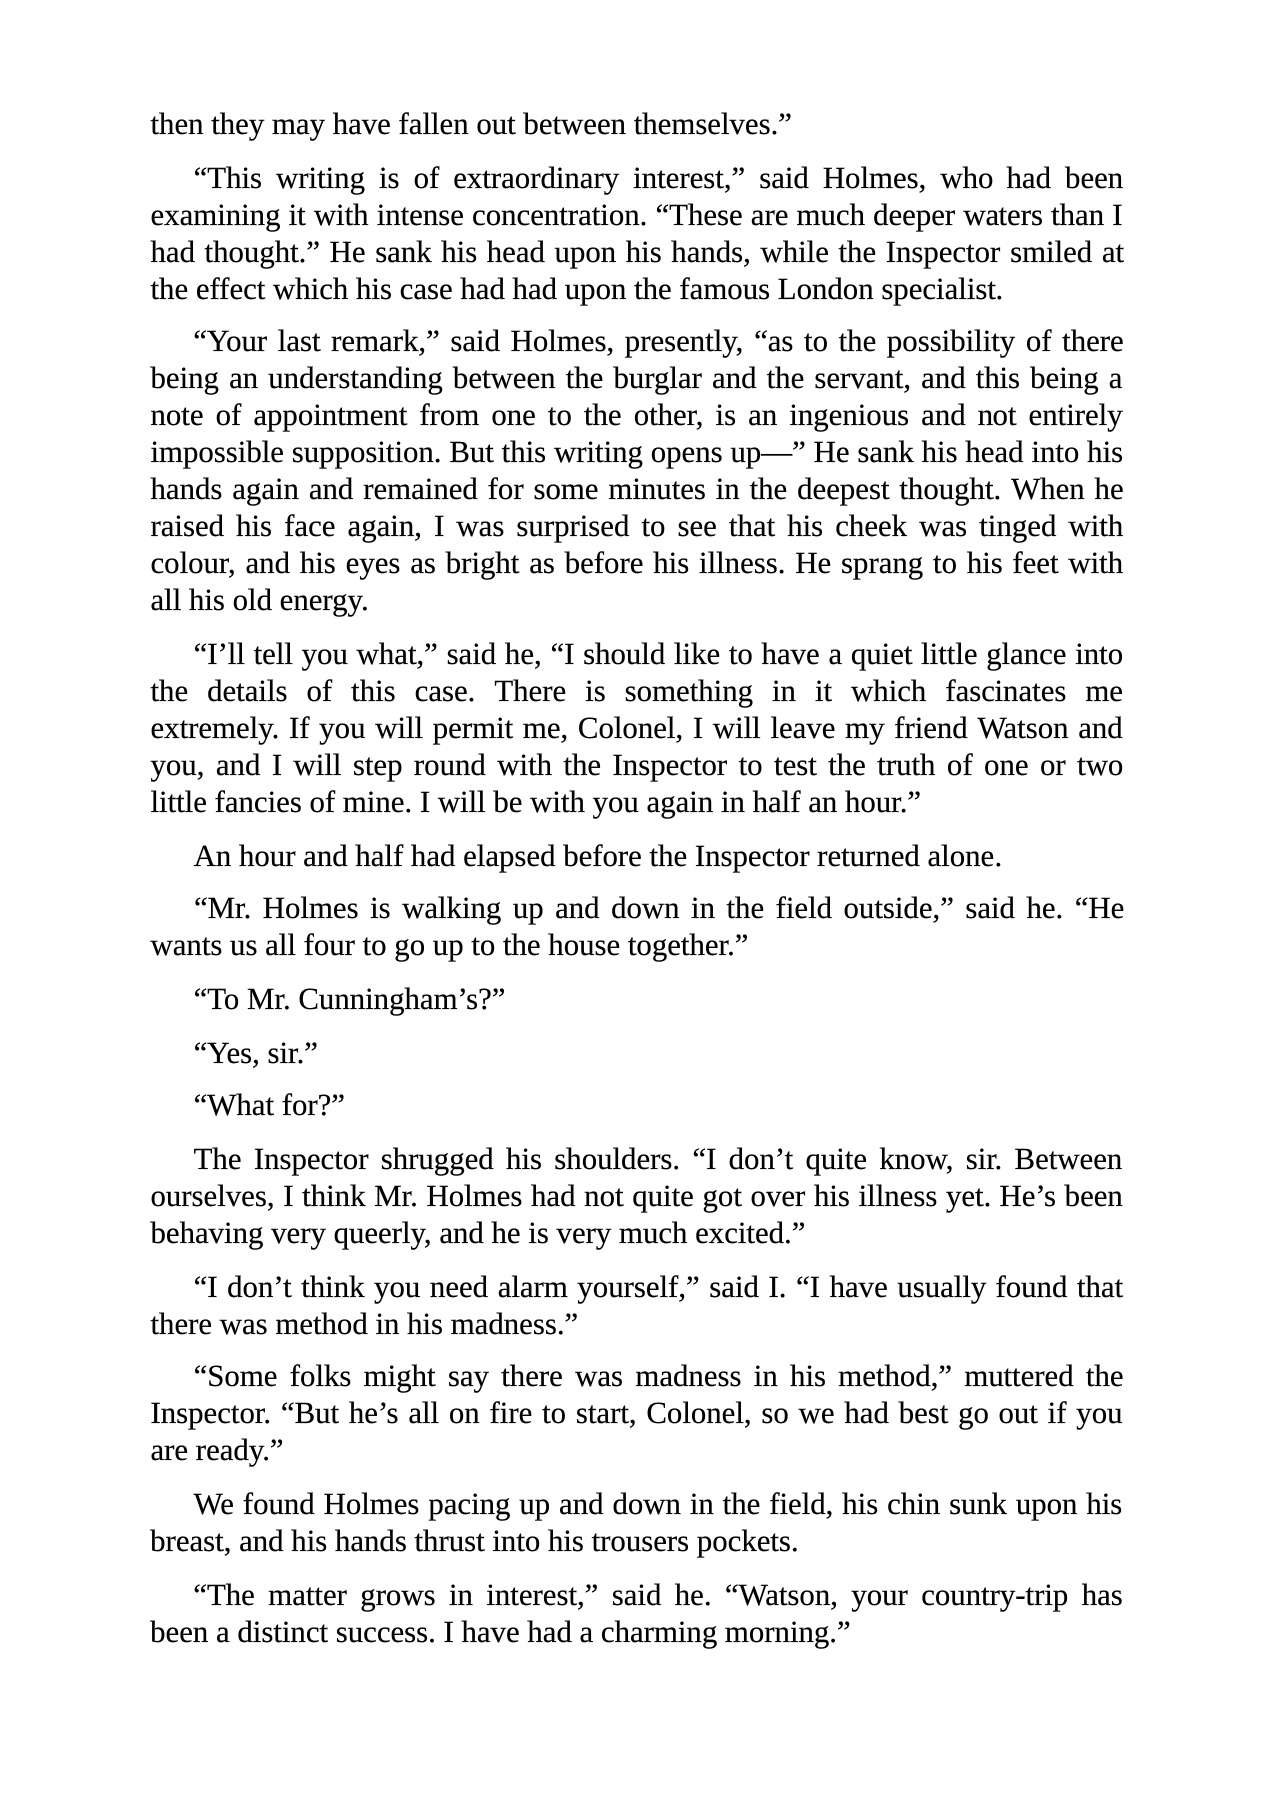 then they may have fallen out between themselves.”
“This writing is of extraordinary interest,” said Holmes, who had been
examining it with intense concentration. “These are much deeper waters than I
had thought.” He sank his head upon his hands, while the Inspector smiled at
the effect which his case had had upon the famous London specialist.
“Your last remark,” said Holmes, presently, “as to the possibility of there
being an understanding between the burglar and the servant, and this being a
note of appointment from one to the other, is an ingenious and not entirely
impossible supposition. But this writing opens up—” He sank his head into his
hands again and remained for some minutes in the deepest thought. When he
raised his face again, I was surprised to see that his cheek was tinged with
colour, and his eyes as bright as before his illness. He sprang to his feet with
all his old energy.
“I’ll tell you what,” said he, “I should like to have a quiet little glance into
the details of this case. There is something in it which fascinates me
extremely. If you will permit me, Colonel, I will leave my friend Watson and
you, and I will step round with the Inspector to test the truth of one or two
little fancies of mine. I will be with you again in half an hour.”
An hour and half had elapsed before the Inspector returned alone.
“Mr. Holmes is walking up and down in the field outside,” said he. “He
wants us all four to go up to the house together.”
“To Mr. Cunningham’s?”
“Yes, sir.”
“What for?”
The Inspector shrugged his shoulders. “I don’t quite know, sir. Between
ourselves, I think Mr. Holmes had not quite got over his illness yet. He’s been
behaving very queerly, and he is very much excited.”
“I don’t think you need alarm yourself,” said I. “I have usually found that
there was method in his madness.”
“Some folks might say there was madness in his method,” muttered the
Inspector. “But he’s all on fire to start, Colonel, so we had best go out if you
are ready.”
We found Holmes pacing up and down in the field, his chin sunk upon his
breast, and his hands thrust into his trousers pockets.
“The matter grows in interest,” said he. “Watson, your country-trip has
been a distinct success. I have had a charming morning.”